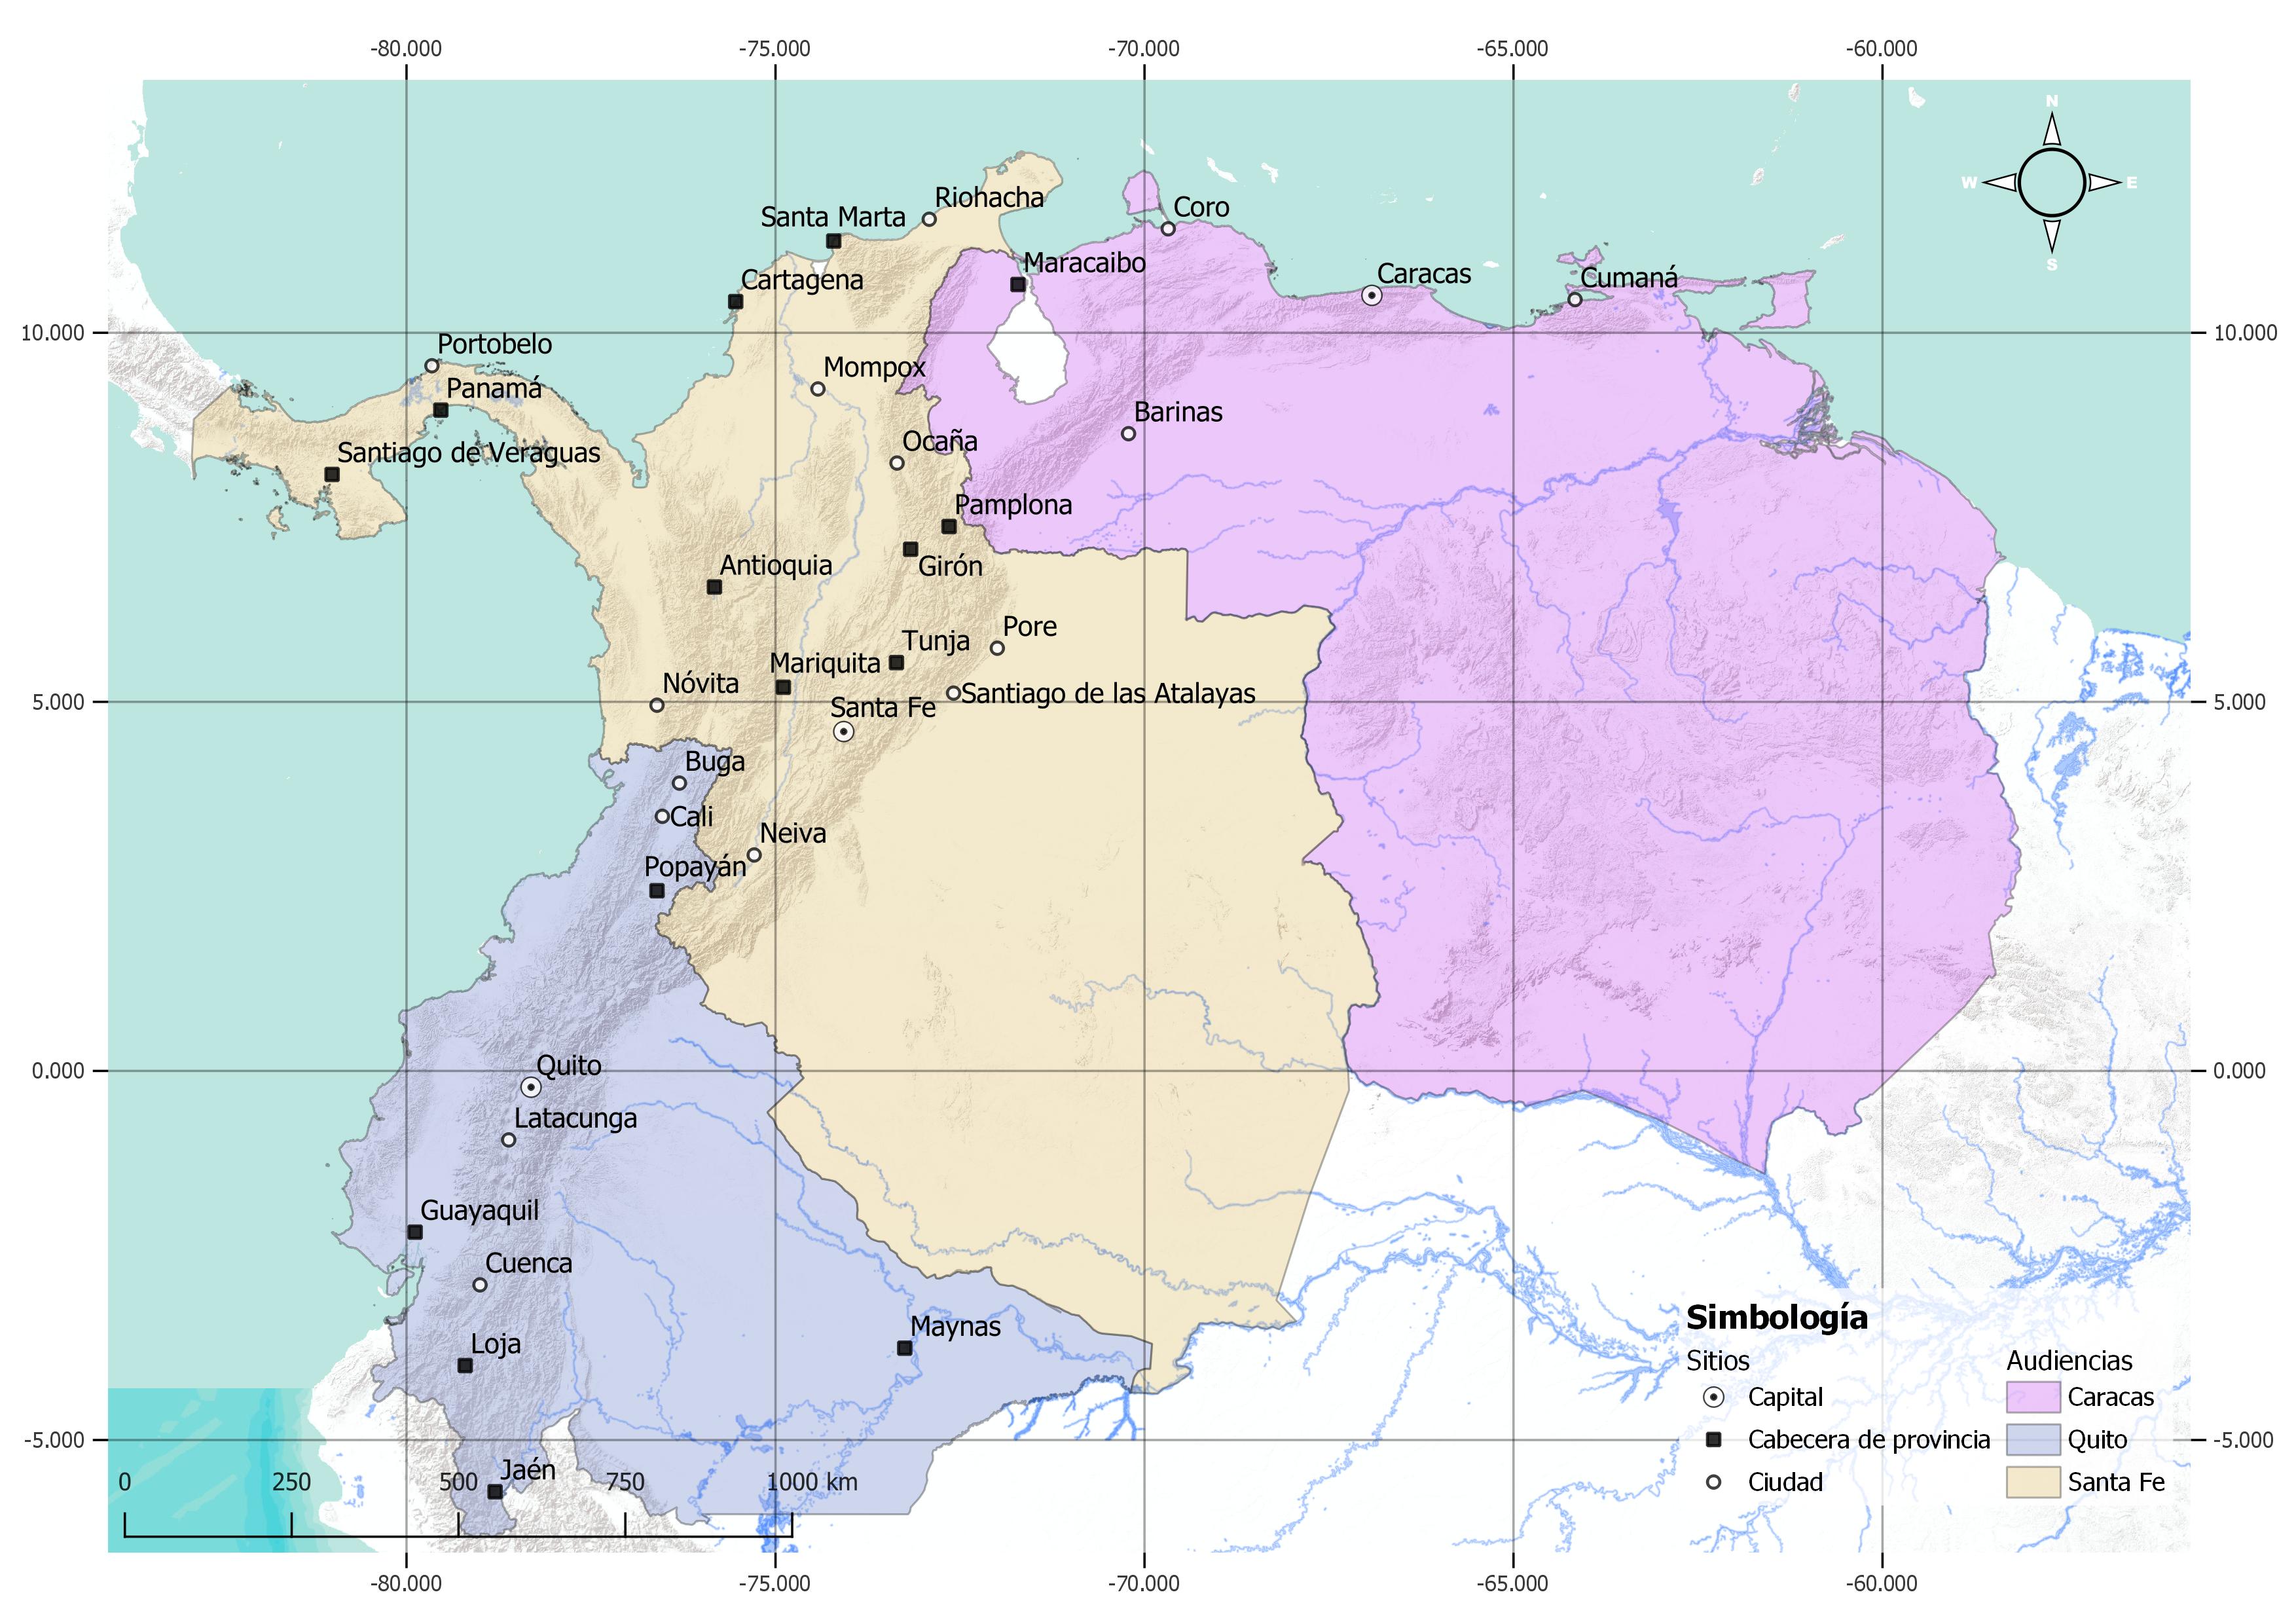 -80.000 -75.000 -70.000 -65.000 -60.000
N
W E
S
Riohacha
Santa Marta
Coro
Maracaibo
Caracas
Cumaná
Cartagena
10.000 10.000
Portobelo
Mompox
Panamá
Barinas
Ocaña
Santiago de Veraguas
Pamplona
Antioquia
Girón
Pore
Tunja
Mariquita
Nóvita
Santiago de las Atalayas
5.000 5.000
Santa Fe
Buga
Cali
Neiva
Popayán
Quito
0.000 0.000
Latacunga
Guayaquil
Cuenca
Maynas
Loja
Simbología
Sitios
Capital
Cabecera de provincia
Ciudad
Audiencias
Caracas
Quito
Santa Fe
-5.000 -5.000
Jaén
0 250 500 750 1000 km
-80.000 -75.000 -70.000 -65.000 -60.000